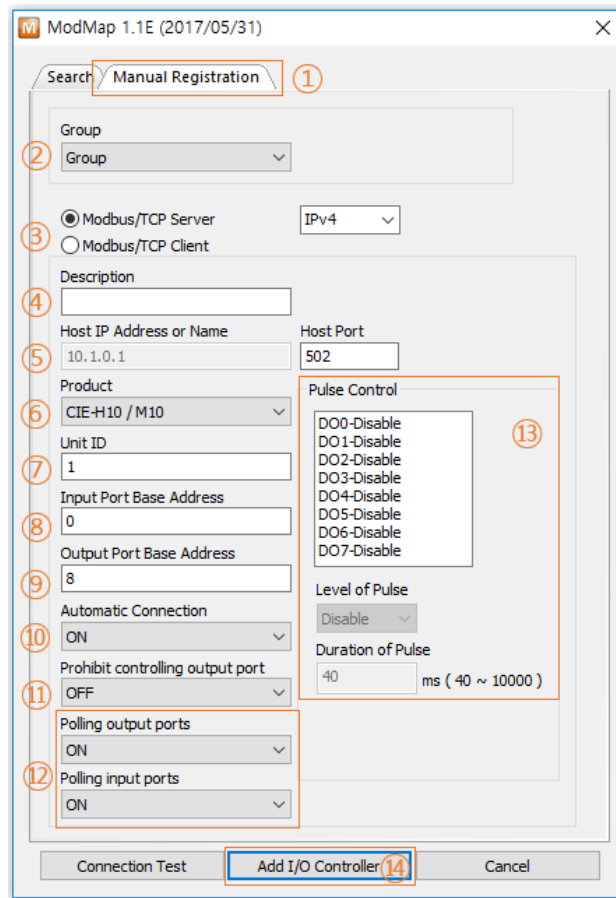 ModMap 1.1E (2017/05/31)
Search Manual Registration ①
Group
② Group
③ Modbus/TCP Server IPv4
Modbus/TCP Client
Description
④
Host IP Address or Name Host Port
⑤ 10.1.0.1 502
Product Pulse Control
⑥ CIE-H10 / M10
⑬
DO0-Disable
DO1-Disable
DO2-Disable
DO3-Disable
DO4-Disable
DO5-Disable
DO6-Disable
DO7-Disable
Unit ID
⑦ 1
Input Port Base Address
⑧ 0
Output Port Base Address
⑨ 8
Level of Pulse
Disable
Automatic Connection
⑩ ON
Duration of Pulse
40 ms ( 40 ~ 10000 )
Prohibit controlling output port
⑪ OFF
Polling output ports
ON
⑫
Polling input ports
ON
Connection Test Add I/O Controller ⑭ Cancel